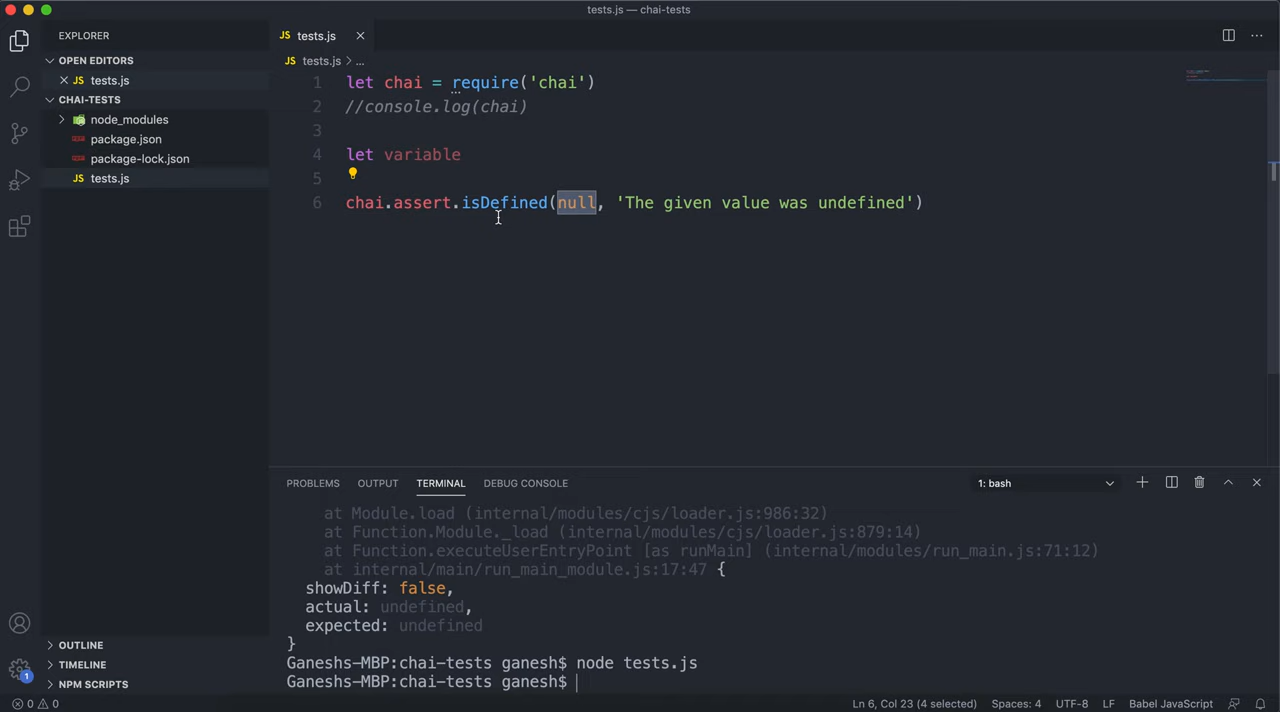 tests.js — chai-tests
EXPLORER
OPEN EDITORS
JS tests.js
CHAI-TESTS
node_modules
package.json
package-lock.json
JS tests.js
OUTLINE
TIMELINE
NPM SCRIPTS
1
JS tests.js
JS tests.js > ...
1 let chai = require('chai')
2 //console.log(chai)
3
4 let variable
5
6 chai.assert.isDefined(null, 'The given value was undefined')
PROBLEMS OUTPUT TERMINAL DEBUG CONSOLE 1: bash
at Module.load (internal/modules/cjs/loader.js:986:32)
at Function.Module._load (internal/modules/cjs/loader.js:879:14)
at Function.executeUserEntryPoint [as runMain] (internal/modules/run_main.js:71:12)
at internal/main/run_main_module.js:17:47 {
showDiff: false,
actual: undefined,
expected: undefined
}
Ganeshs-MBP:chai-tests ganesh$ node tests.js
Ganeshs-MBP:chai-tests ganesh$
0 0 Ln 6, Col 23 (4 selected) Spaces: 4 UTF-8 LF Babel JavaScript